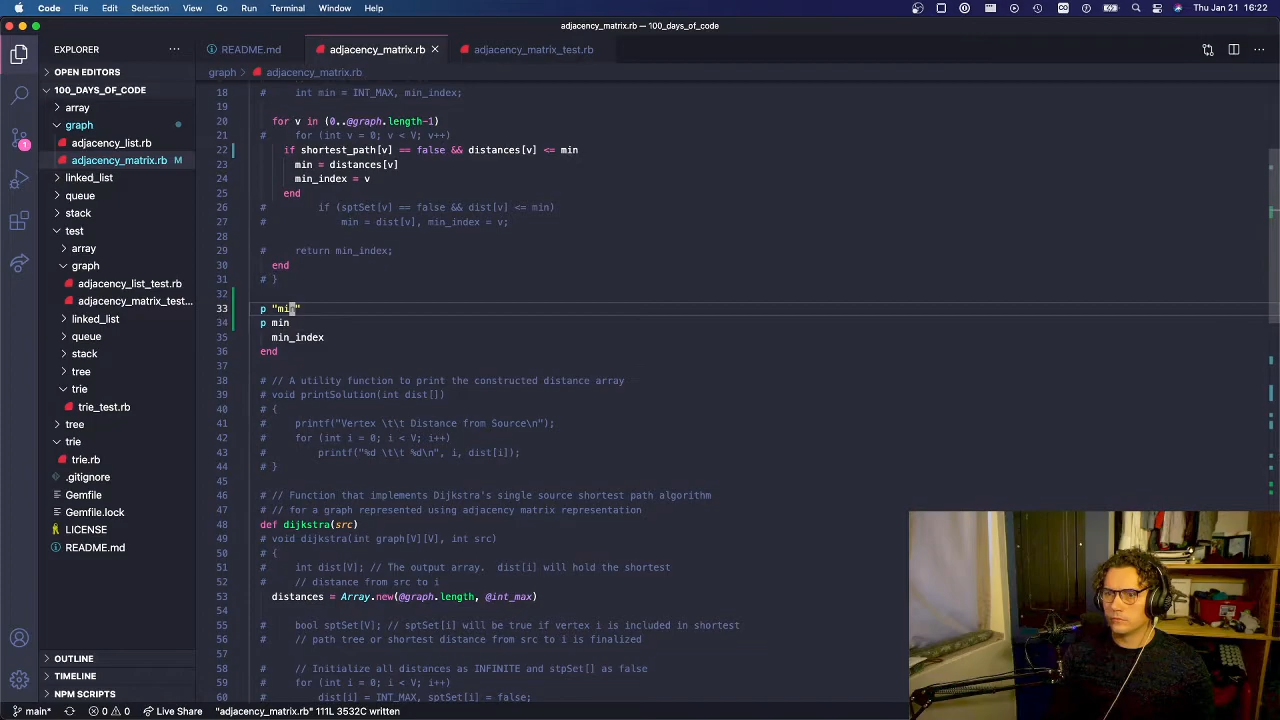 Code File Edit Selection View Go Run Terminal Window Help
Thu Jan 21 16:22
adjacency_matrix.rb — 100_days_of_code
EXPLORER
README.md
adjacency_matrix.rb
adjacency_matrix_test.rb
graph > adjacency_matrix.rb
OPEN EDITORS
100_DAYS_OF_CODE
array
graph
adjacency_list.rb
adjacency_matrix.rb M
linked_list
queue
stack
test
array
graph
adjacency_list_test.rb
adjacency_matrix_test...
linked_list
queue
stack
tree
trie
trie_test.rb
tree
trie
trie.rb
.gitignore
Gemfile
Gemfile.lock
LICENSE
README.md
OUTLINE
TIMELINE
NPM SCRIPTS
1
18 #     int min = INT_MAX, min_index;
19
20 for v in (0..@graph.length-1)
21 #     for (int v = 0; v < V; v++)
22 if shortest_path[v] == false && distances[v] <= min
23 min = distances[v]
24 min_index = v
25 end
26 #         if (sptSet[v] == false && dist[v] <= min)
27 #             min = dist[v], min_index = v;
28
29 #     return min_index;
30 end
31 # }
32
33 p "min"
34 p min
35 min_index
36 end
37
38 # // A utility function to print the constructed distance array
39 # void printSolution(int dist[])
40 # {
41 #     printf("Vertex \t\t Distance from Source\n");
42 #     for (int i = 0; i < V; i++)
43 #         printf("%d \t\t %d\n", i, dist[i]);
44 # }
45
46 # // Function that implements Dijkstra's single source shortest path algorithm
47 # // for a graph represented using adjacency matrix representation
48 def dijkstra(src)
49 # void dijkstra(int graph[V][V], int src)
50 # {
51 #     int dist[V]; // The output array.  dist[i] will hold the shortest
52 #     // distance from src to i
53 distances = Array.new(@graph.length, @int_max)
54
55 #     bool sptSet[V]; // sptSet[i] will be true if vertex i is included in shortest
56 #     // path tree or shortest distance from src to i is finalized
57
58 #     // Initialize all distances as INFINITE and stpSet[] as false
59 #     for (int i = 0; i < V; i++)
60 #         dist[i] = INT_MAX, sptSet[i] = false;
main* 0 0 Live Share "adjacency_matrix.rb" 111L 3532C written